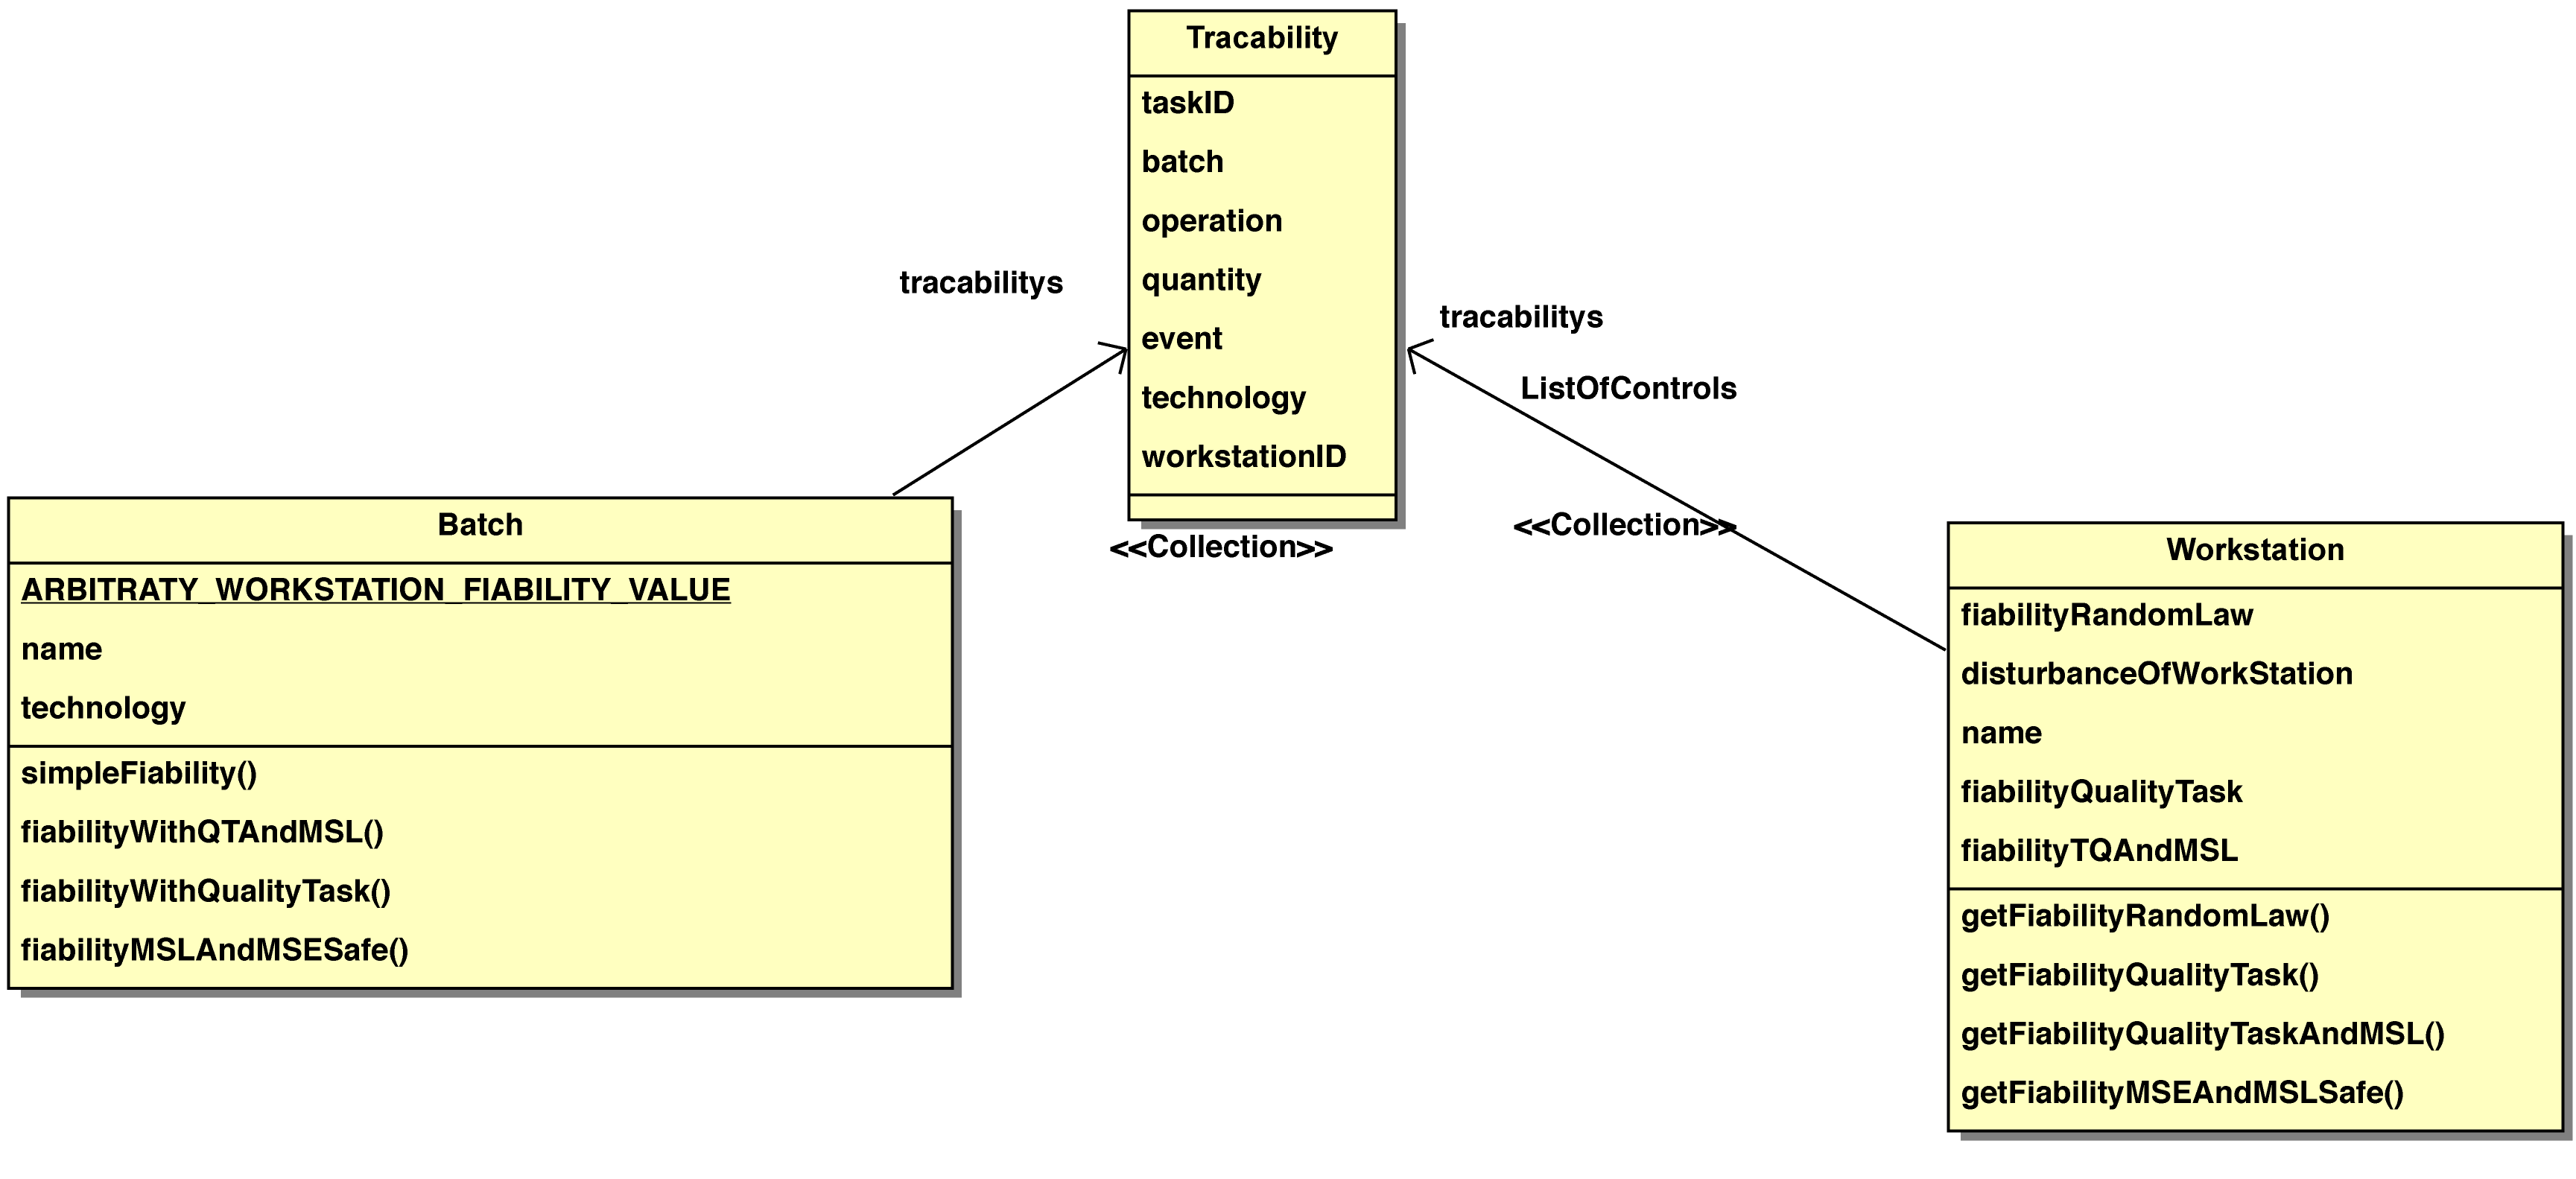 Tracability
taskID
batch
operation
quantity
event
technology
workstationID
tracabilitys
tracabilitys
ListOfControls
<<Collection>>
<<Collection>>
Batch
ARBITRATY_WORKSTATION_FIABILITY_VALUE
name
technology
simpleFiability()
fiabilityWithQTAndMSL()
fiabilityWithQualityTask()
fiabilityMSLAndMSESafe()
Workstation
fiabilityRandomLaw
disturbanceOfWorkStation
name
fiabilityQualityTask
fiabilityTQAndMSL
getFiabilityRandomLaw()
getFiabilityQualityTask()
getFiabilityQualityTaskAndMSL()
getFiabilityMSEAndMSLSafe()